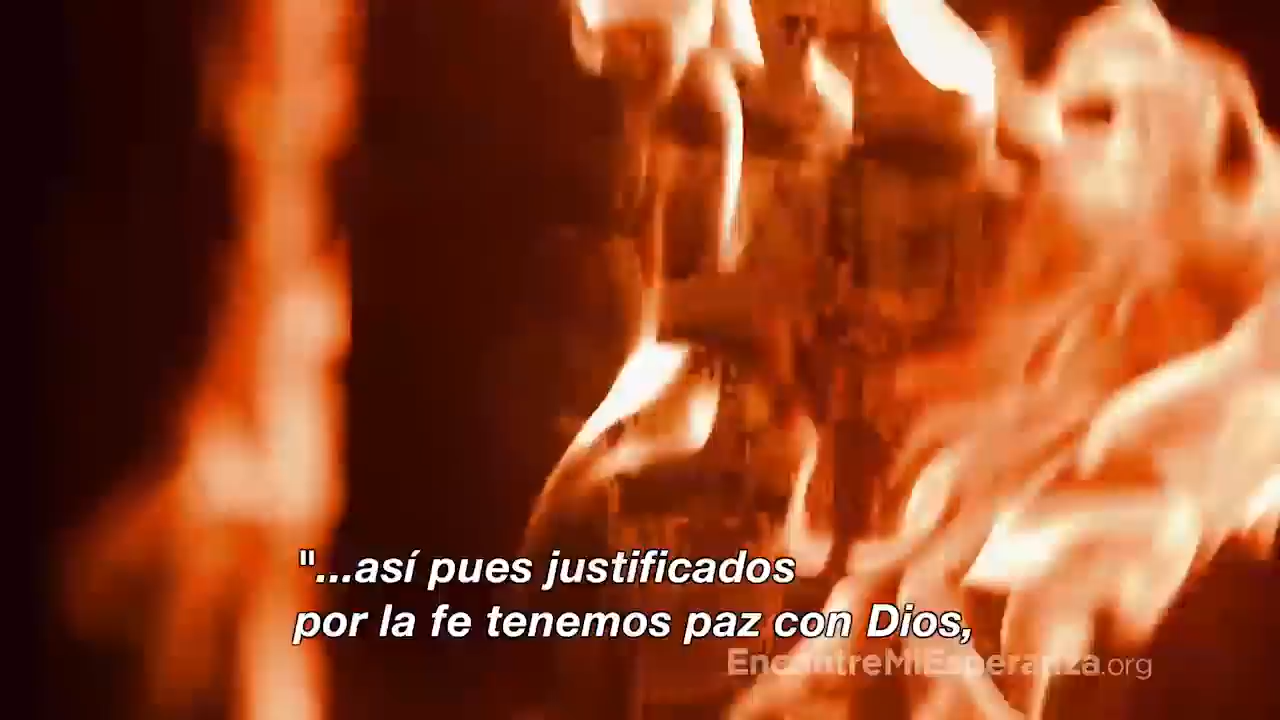 "...así pues justificados
por la fe tenemos paz con Dios,
EncontreMiEsperanza.org